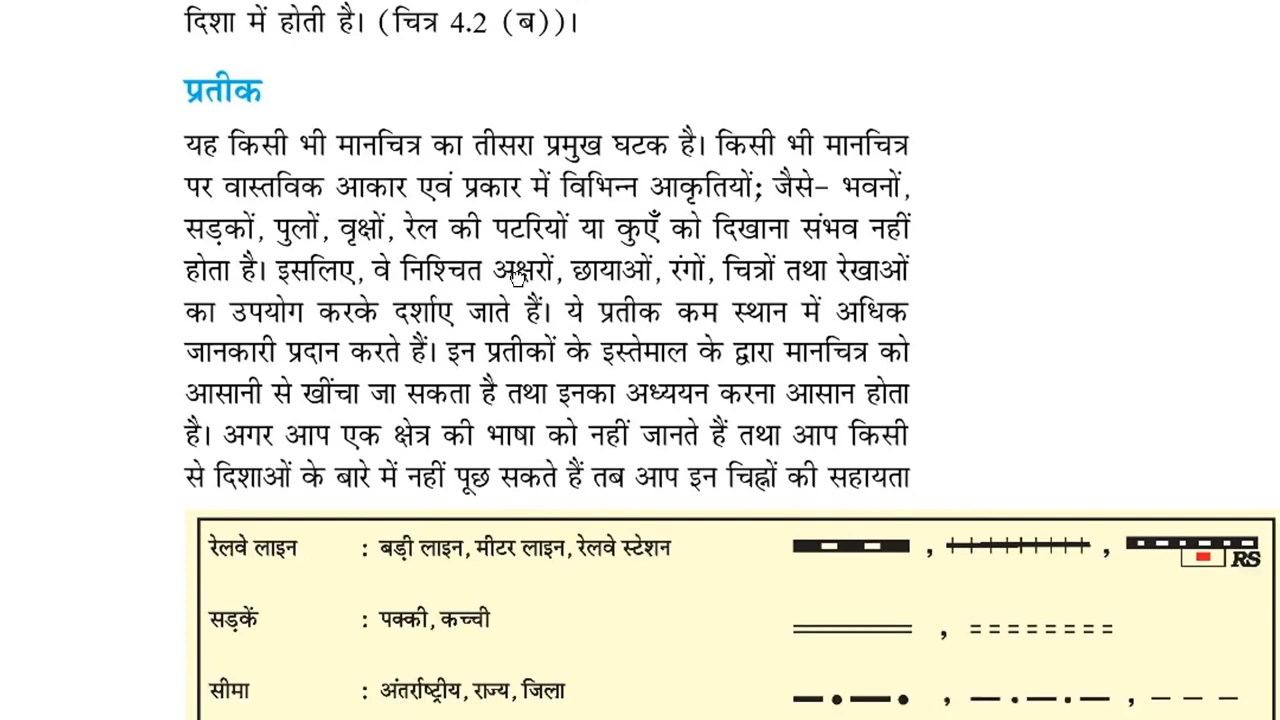 दिशा में होती है। (चित्र 4.2 (ब))।
प्रतीक
यह किसी भी मानचित्र का तीसरा प्रमुख घटक है। किसी भी मानचित्र
पर वास्तविक आकार एवं प्रकार में विभिन्न आकृतियों; जैसे- भवनों,
सड़कों, पुलों, वृक्षों, रेल की पटरियों या कुएँ को दिखाना संभव नहीं
होता है। इसलिए, वे निश्चित अक्षरों, छायाओं, रंगों, चित्रों तथा रेखाओं
का उपयोग करके दर्शाए जाते हैं। ये प्रतीक कम स्थान में अधिक
जानकारी प्रदान करते हैं। इन प्रतीकों के इस्तेमाल के द्वारा मानचित्र को
आसानी से खींचा जा सकता है तथा इनका अध्ययन करना आसान होता
है। अगर आप एक क्षेत्र की भाषा को नहीं जानते हैं तथा आप किसी
से दिशाओं के बारे में नहीं पूछ सकते हैं तब आप इन चिह्नों की सहायता
रेलवे लाइन : बड़ी लाइन, मीटर लाइन, रेलवे स्टेशन , , RS
सड़कें : पक्की, कच्ची ,
सीमा : अंतर्राष्ट्रीय, राज्य, जिला , ,